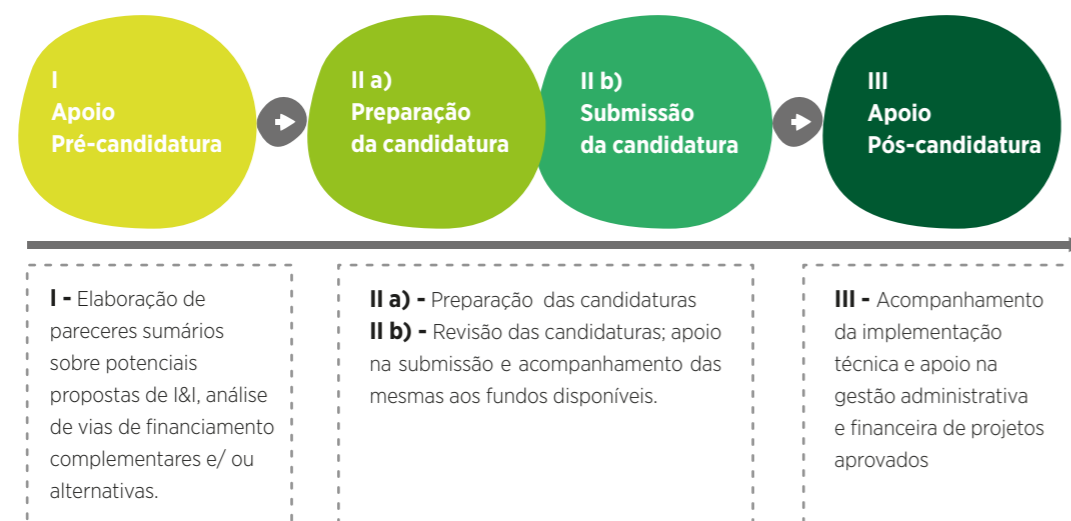 I
Apoio
Pré-candidatura
II a)
Preparação
da candidatura
II b)
Submissão
da candidatura
III
Apoio
Pós-candidatura
I - Elaboração de
pareceres sumários
sobre potenciais
propostas de I&I, análise
de vias de financiamento
complementares e/ ou
alternativas.
II a) - Preparação das candidaturas
II b) - Revisão das candidaturas; apoio
na submissão e acompanhamento das
mesmas aos fundos disponíveis.
III - Acompanhamento
da implementação
técnica e apoio na
gestão administrativa
e financeira de projetos
aprovados